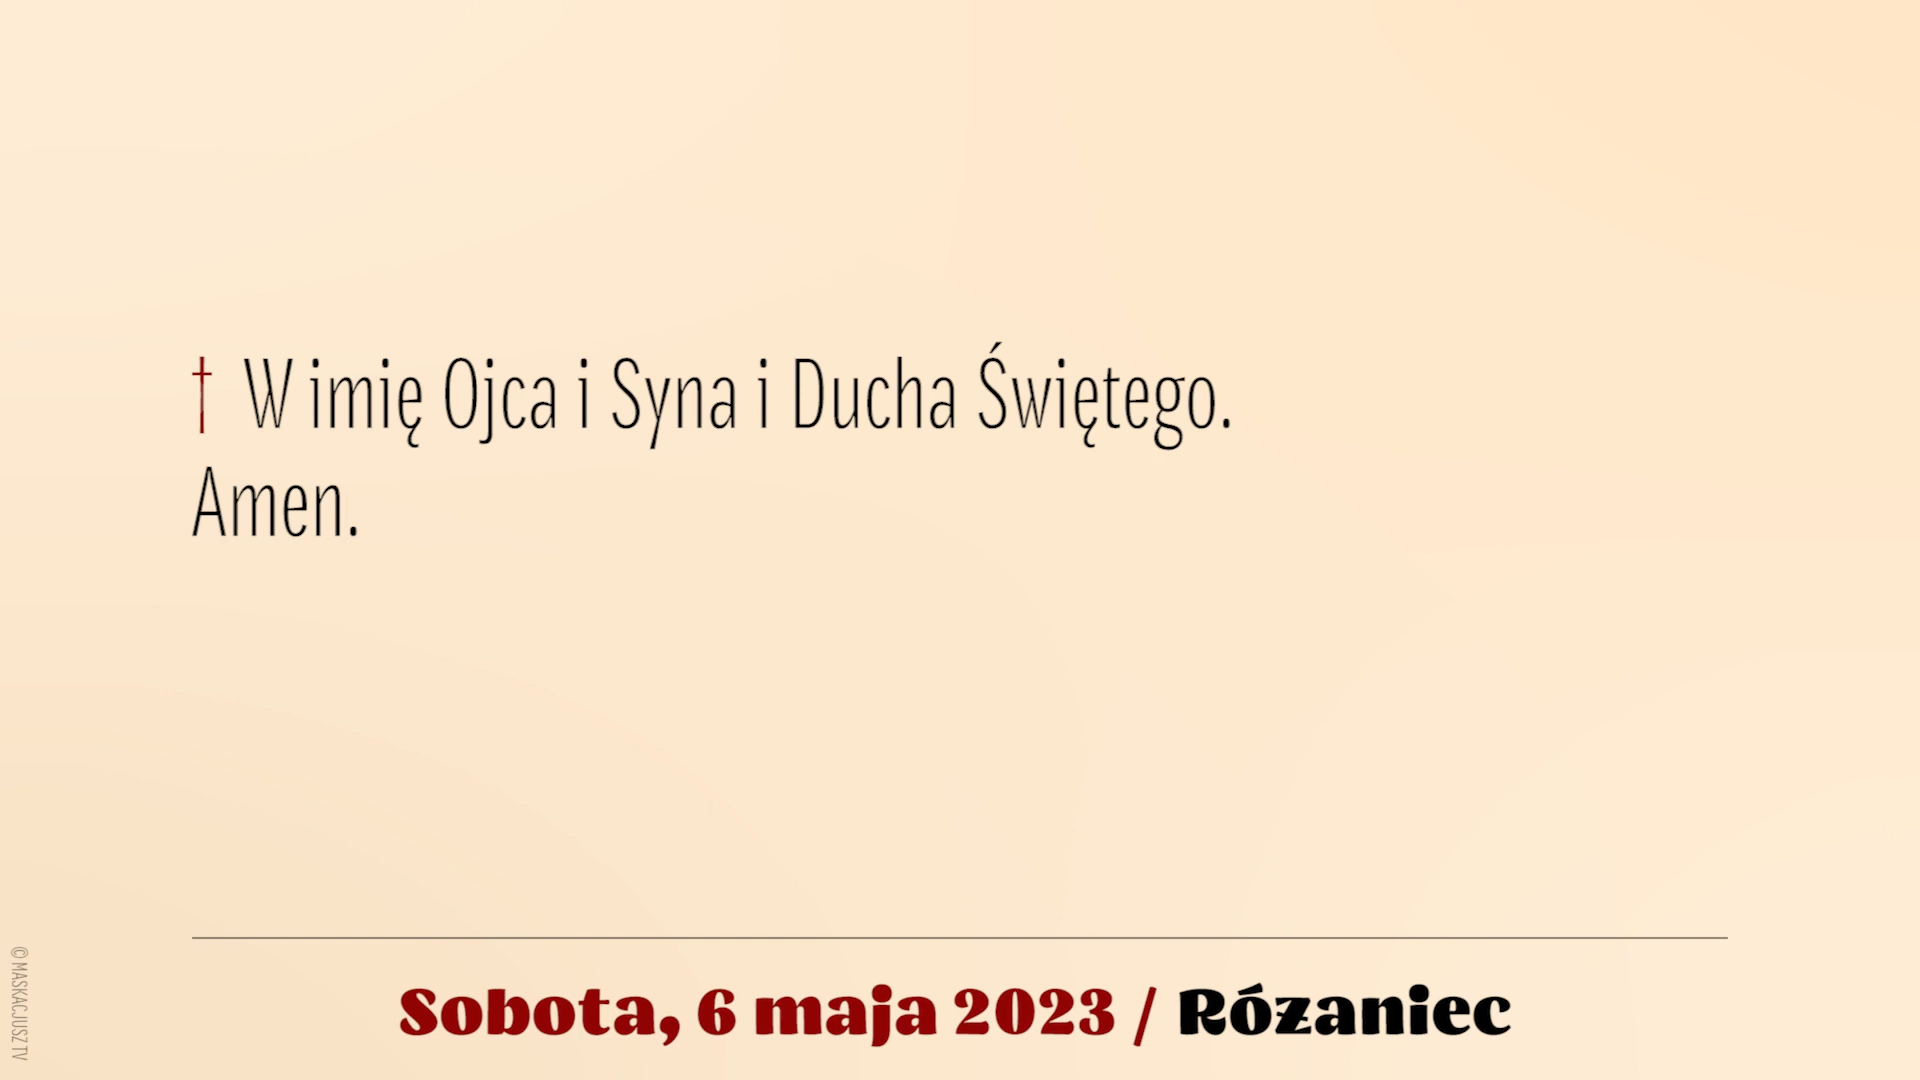 † W imię Ojca i Syna i Ducha Świętego.
Amen.
Sobota, 6 maja 2023 / Różaniec
© MASKACJUSZ TV